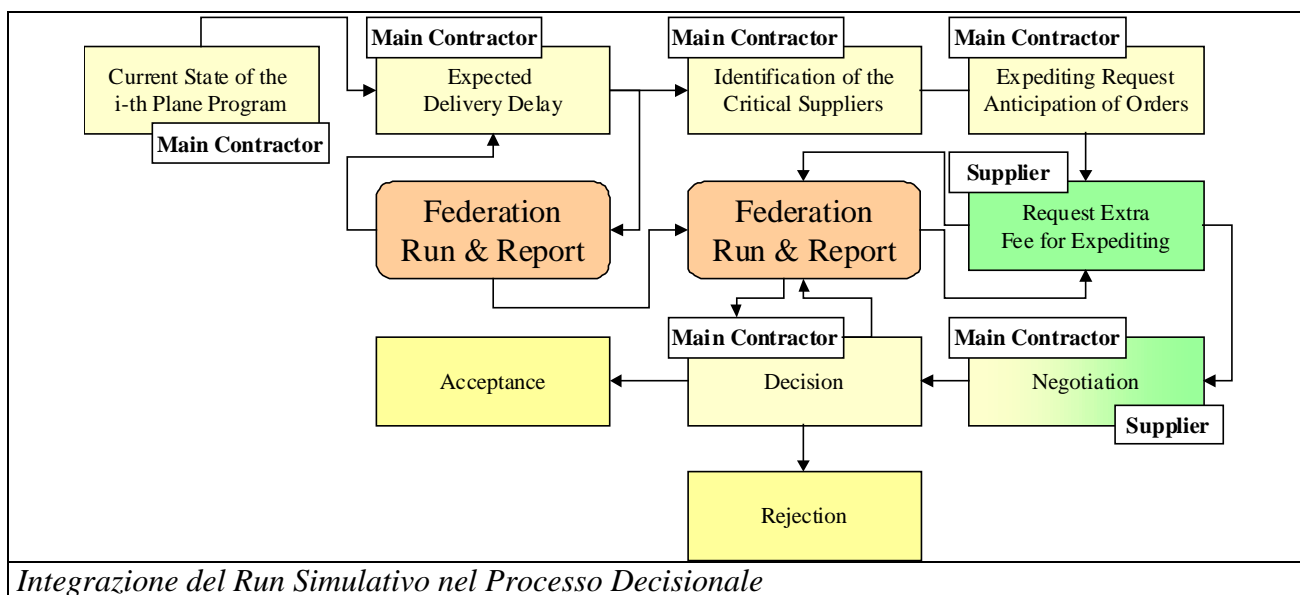 Main Contractor
Main Contractor
Main Contractor
Current State of the
i-th Plane Program
Main Contractor
Expected
Delivery Delay
Identification of the
Critical Suppliers
Expediting Request
Anticipation of Orders
Federation
Run & Report
Federation
Run & Report
Supplier
Request Extra
Fee for Expediting
Acceptance
Main Contractor
Decision
Main Contractor
Negotiation
Supplier
Rejection
Integrazione del Run Simulativo nel Processo Decisionale